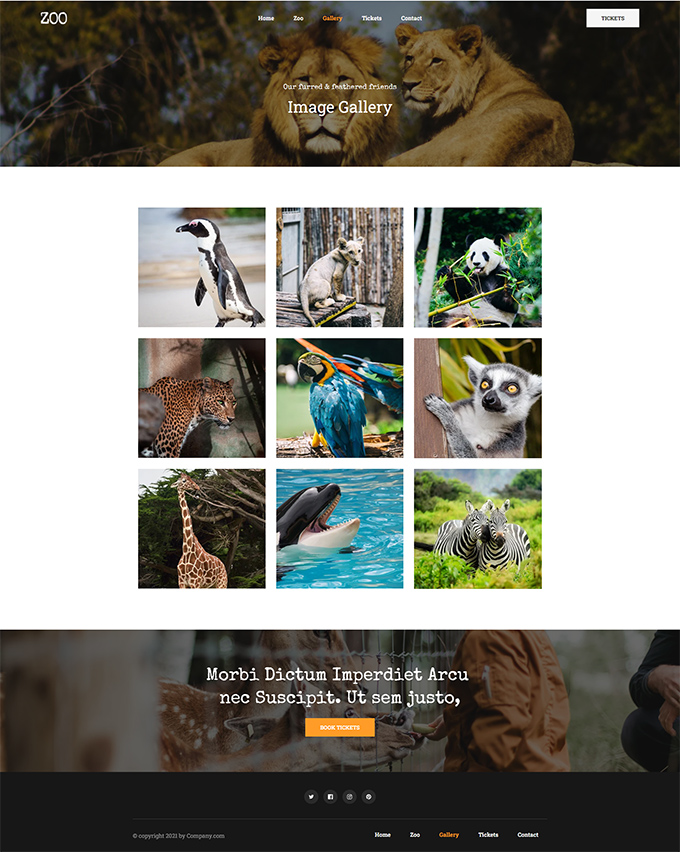 ZOO
Home Zoo Gallery Tickets Contact
TICKETS
Our furred & feathered friends
Image Gallery
Morbi Dictum Imperdiet Arcu
nec Suscipit. Ut sem justo,
BOOK TICKETS
© copyright 2021 by Company.com
Home Zoo Gallery Tickets Contact